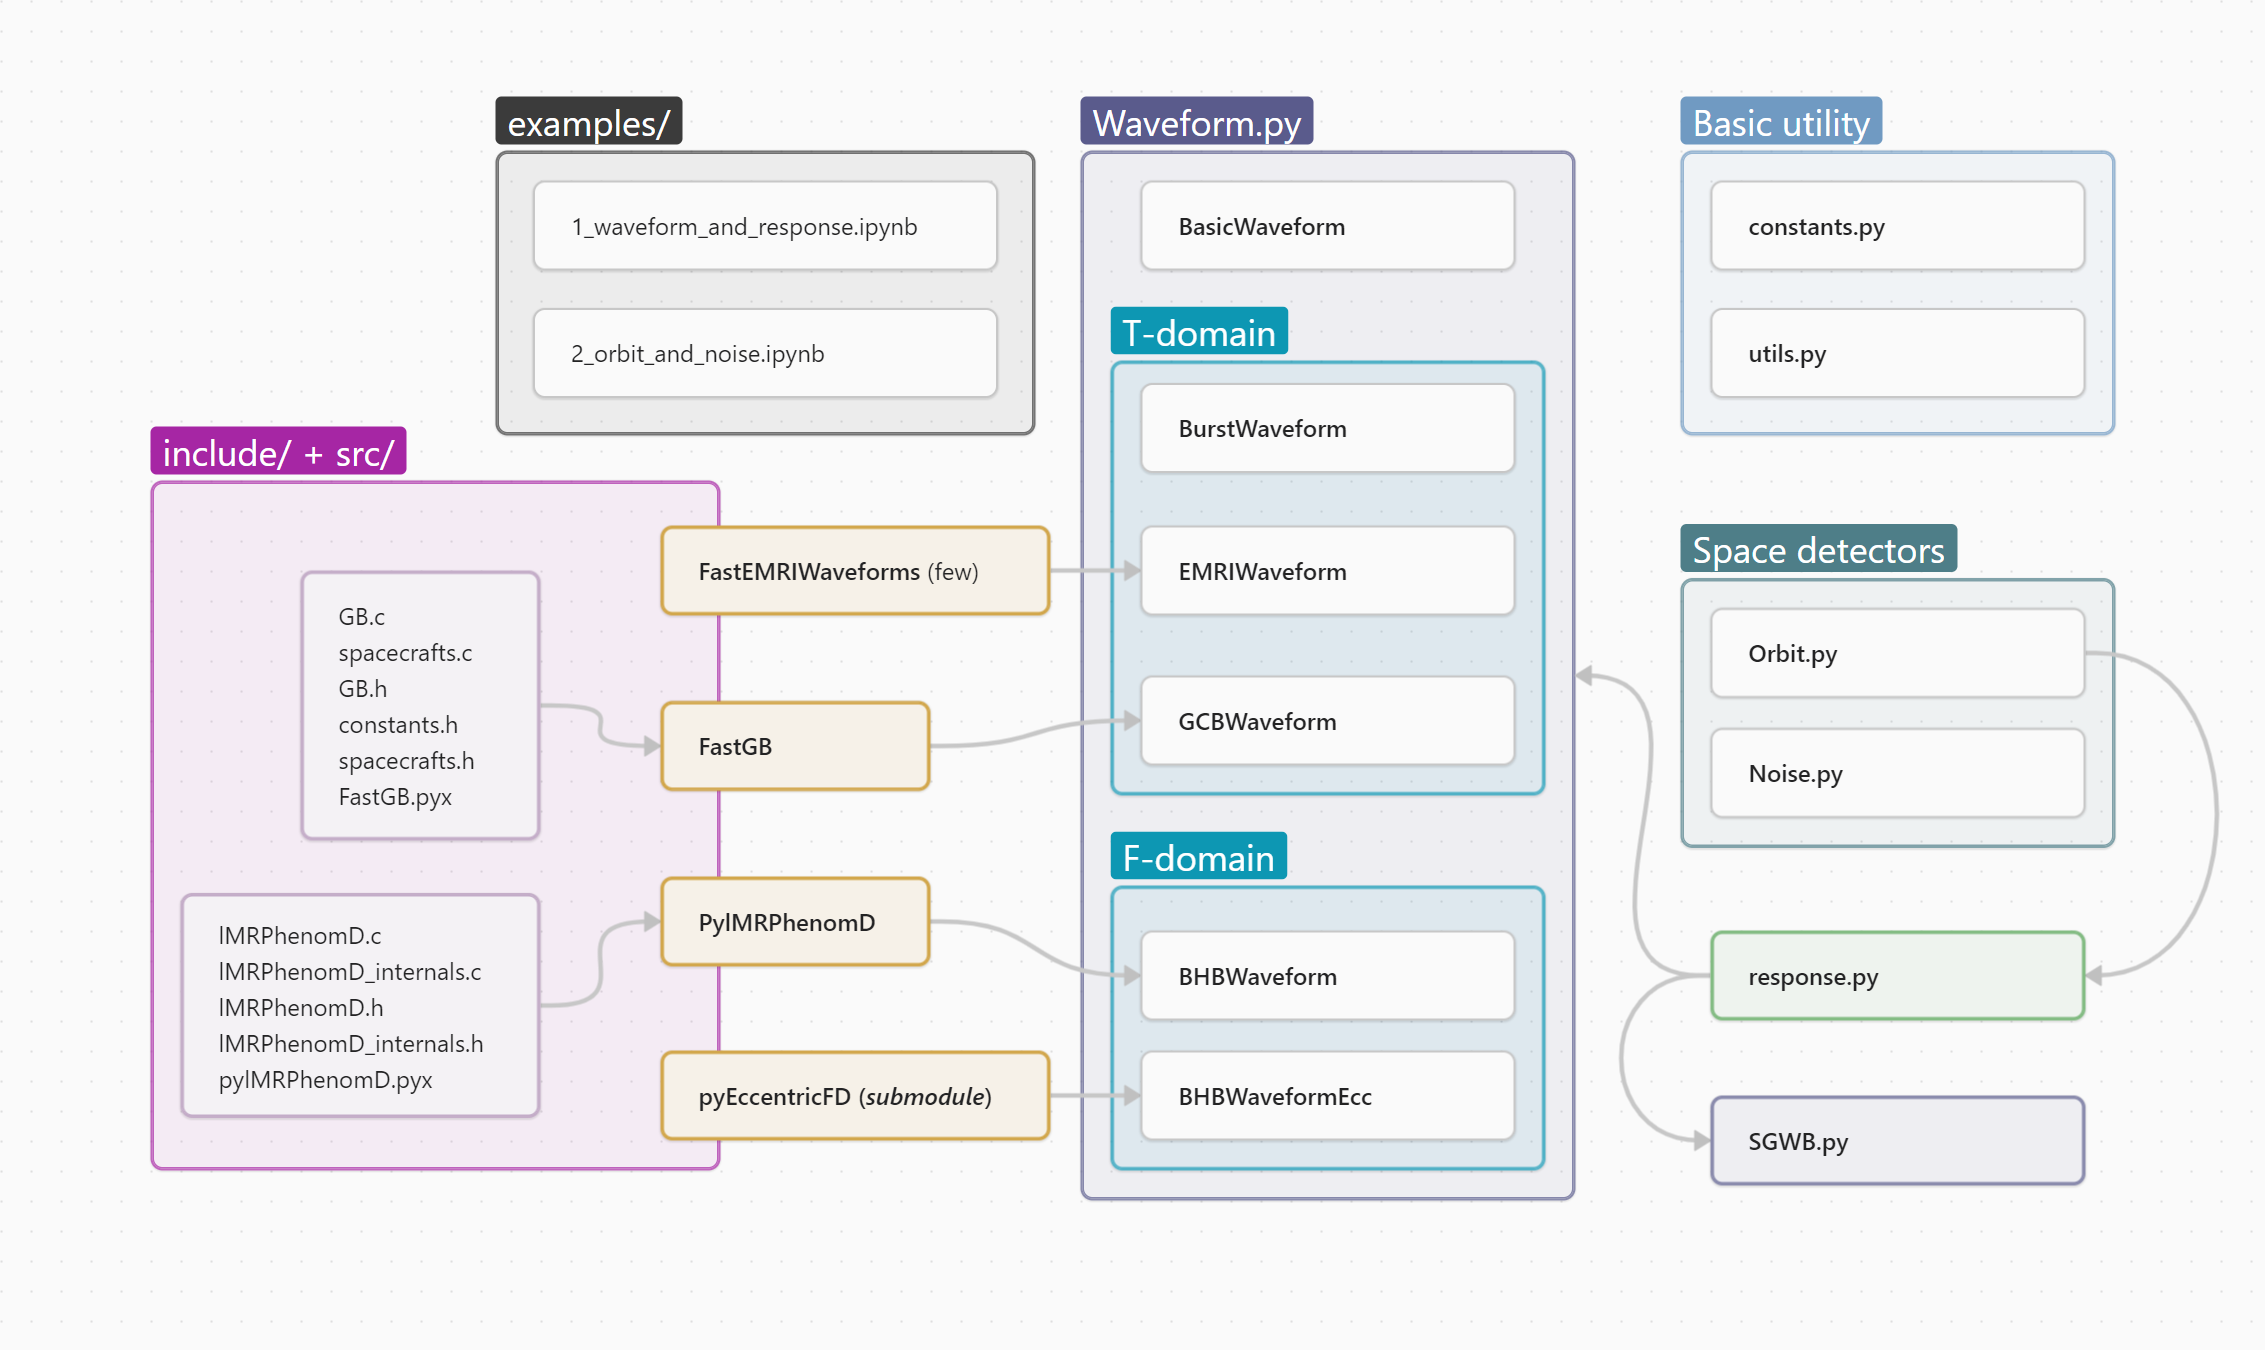 examples/
1_waveform_and_response.ipynb
2_orbit_and_noise.ipynb
include/ + src/
GB.c
spacecrafts.c
GB.h
constants.h
spacecrafts.h
FastGB.pyx
IMRPhenomD.c
IMRPhenomD_internals.c
IMRPhenomD.h
IMRPhenomD_internals.h
pyIMRPhenomD.pyx
FastEMRIWaveforms (few)
FastGB
PyIMRPhenomD
pyEccentricFD (submodule)
Waveform.py
BasicWaveform
T-domain
BurstWaveform
EMRIWaveform
GCBWaveform
F-domain
BHBWaveform
BHBWaveformEcc
Basic utility
constants.py
utils.py
Space detectors
Orbit.py
Noise.py
response.py
SGWB.py